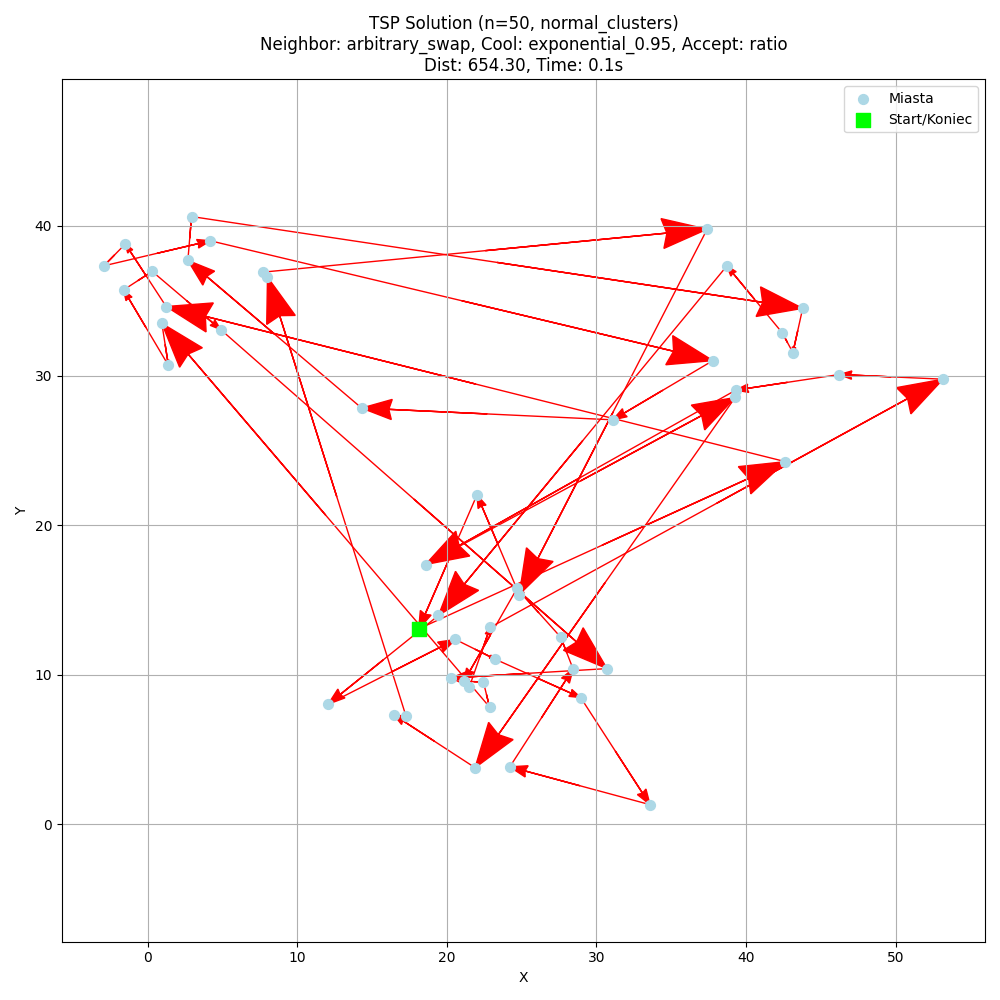 TSP Solution (n=50, normal_clusters)
Neighbor: arbitrary_swap, Cool: exponential_0.95, Accept: ratio
Dist: 654.30, Time: 0.1s
Miasta
Start/Koniec
40
30
20
10
0
Y
0 10 20 30 40 50
X